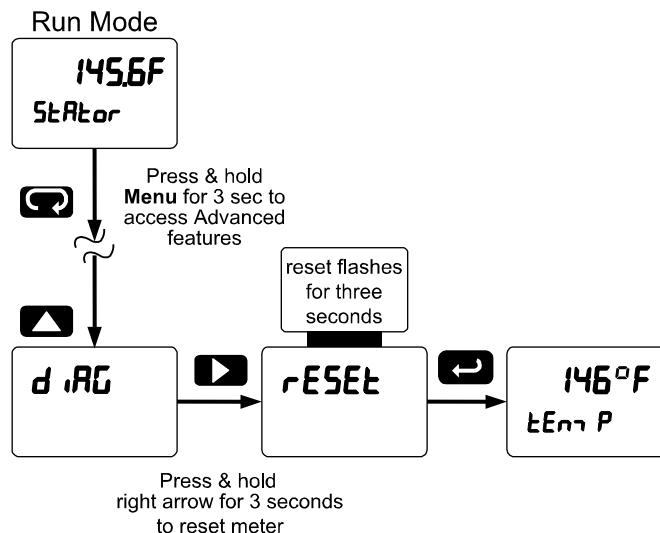 Run Mode
145.6F
StAtor
Press & hold
Menu for 3 sec to
access Advanced
features
reset flashes
for three
seconds
diAG
rESEt
146°F
tEmP
Press & hold
right arrow for 3 seconds
to reset meter